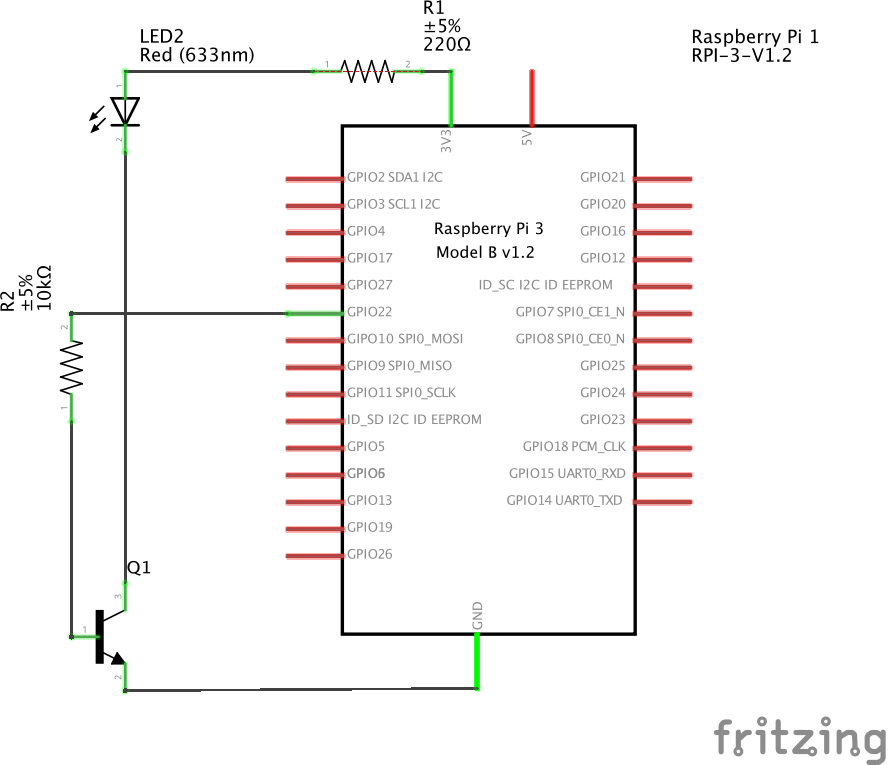 R1
±5%
220Ω
LED2
Red (633nm)
Raspberry Pi 1
RPI-3-V1.2
1
2
1
2
3V3
5V
GPIO2 SDA1 I2C
GPIO21
GPIO3 SCL1 I2C
GPIO20
GPIO4
Raspberry Pi 3
GPIO16
Model B v1.2
GPIO17
GPIO12
GPIO27
ID_SC I2C ID EEPROM
R2
±5%
10kΩ
2
1
GPIO22
GPIO7 SPI0_CE1_N
GIPO10 SPI0_MOSI
GPIO8 SPI0_CE0_N
GPIO9 SPI0_MISO
GPIO25
GPIO11 SPI0_SCLK
GPIO24
ID_SD I2C ID EEPROM
GPIO23
GPIO5
GPIO18 PCM_CLK
GPIO6
GPIO15 UART0_RXD
GPIO13
GPIO14 UART0_TXD
GPIO19
GPIO26
Q1
3
1
2
GND
fritzing